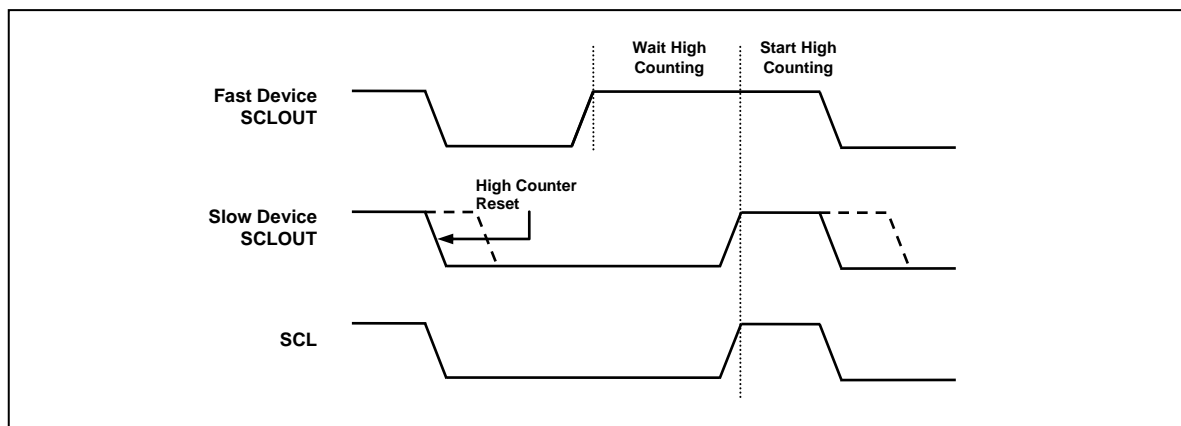 Wait High
Counting
Start High
Counting
Fast Device
SCLOUT
High Counter
Reset
Slow Device
SCLOUT
SCL